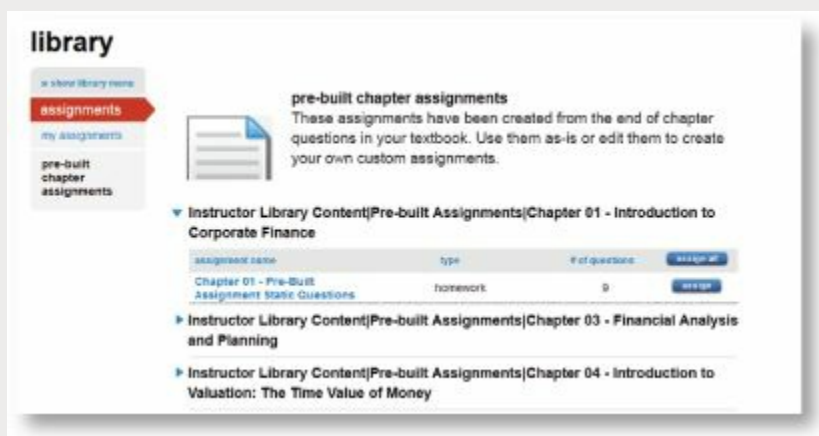 library
show library menu
assignments
my assignments
pre-built
chapter
assignments
pre-built chapter assignments
These assignments have been created from the end of chapter
questions in your textbook. Use them as-is or edit them to create
your own custom assignments.
Instructor Library Content|Pre-built Assignments|Chapter 01 - Introduction to
Corporate Finance
assignment name type # of questions assign all
Chapter 01 - Pre-Built
Assignment Static Questions homework 9 assign
Instructor Library Content|Pre-built Assignments|Chapter 03 - Financial Analysis
and Planning
Instructor Library Content|Pre-built Assignments|Chapter 04 - Introduction to
Valuation: The Time Value of Money